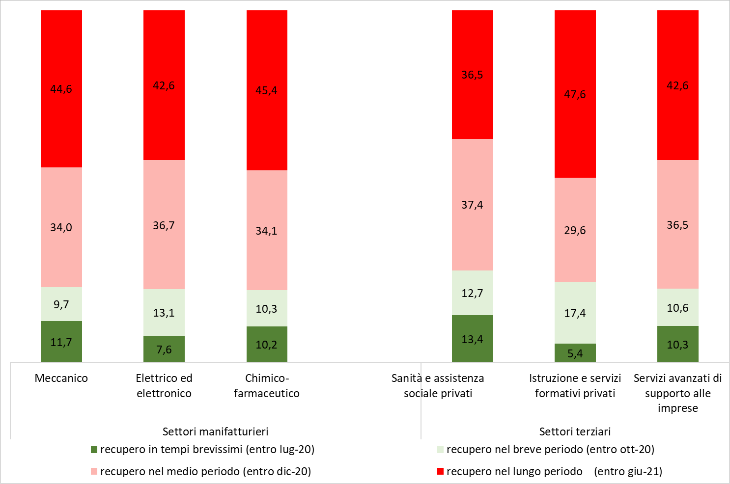 44,6 42,6 45,4 36,5 47,6 42,6
34,0 36,7 34,1 37,4 29,6 36,5
9,7 13,1 10,3 12,7 17,4 10,6
11,7 7,6 10,2 13,4 5,4 10,3
Meccanico Elettrico ed Chimico- Sanità e assistenza Istruzione e servizi Servizi avanzati di
elettronico farmaceutico sociale privati formativi privati supporto alle
imprese
Settori manifatturieri Settori terziari
recupero in tempi brevissimi (entro lug-20) recupero nel breve periodo (entro ott-20)
recupero nel medio periodo (entro dic-20) recupero nel lungo periodo (entro giu-21)